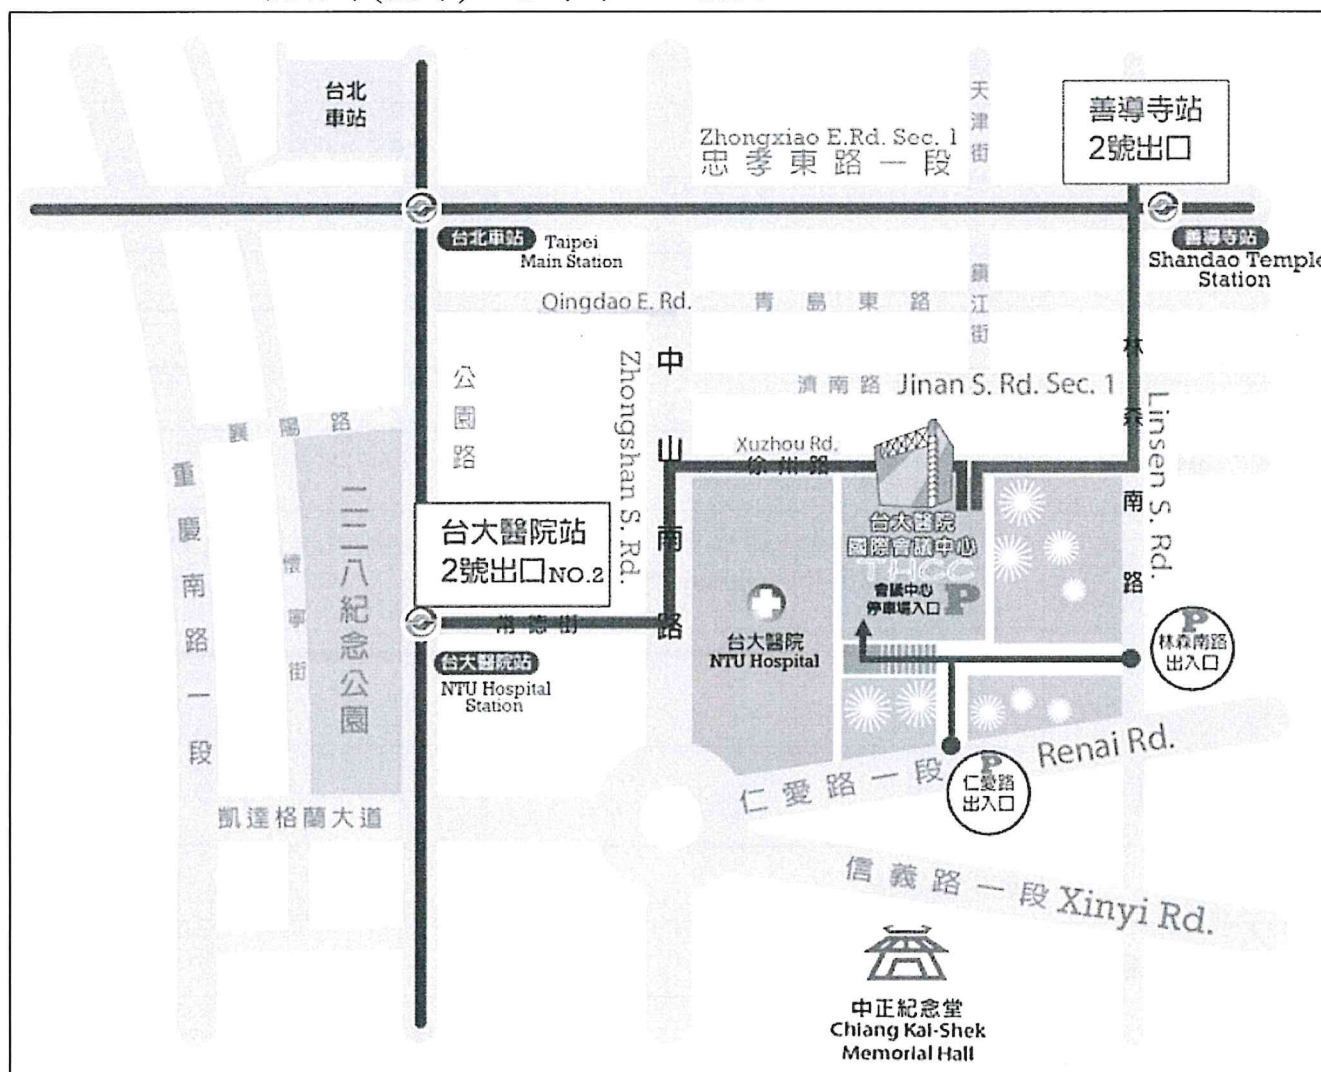 台北
車站
天津街
善導寺站
2號出口
Zhongxiao E.Rd. Sec. 1
忠孝東路一段
台北車站 Taipei
Main Station
善導寺站
Shandao Temple
Station
Qingdao E. Rd.
青島東路
鎮江街
公園路
Zhongshan S. Rd.
中山南路
濟南路 Jinan S. Rd. Sec. 1
林森南路
Linsen S. Rd.
襄陽路
重慶南路一段
懷寧街
二二八紀念公園
Xuzhou Rd.
徐州路
台大醫院站
2號出口NO.2
常德街
台大醫院站
NTU Hospital
Station
台大醫院
國際會議中心
THCC
會議中心
停車場入口 P
台大醫院
NTU Hospital
P
林森南路
出入口
P
仁愛路
出入口
仁愛路一段 Renai Rd.
凱達格蘭大道
信義路一段 Xinyi Rd.
中正紀念堂
Chiang Kai-Shek
Memorial Hall